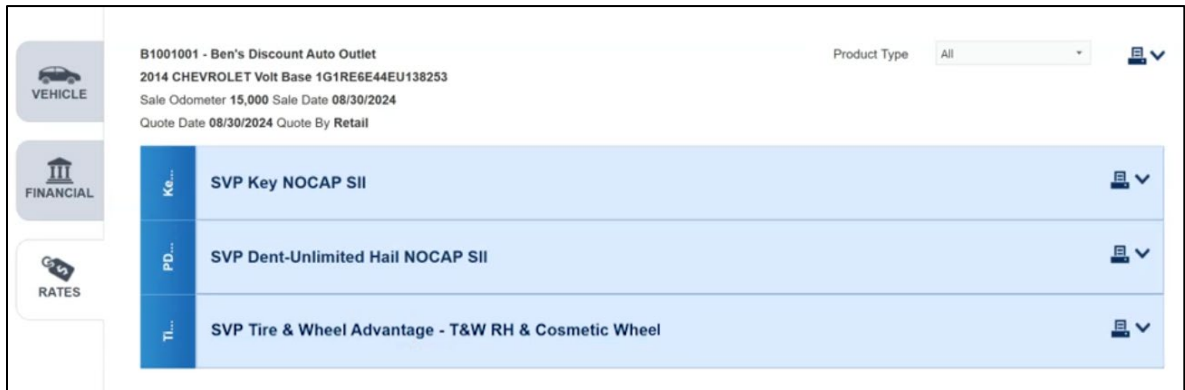 VEHICLE
FINANCIAL
RATES
B1001001 - Ben's Discount Auto Outlet
2014 CHEVROLET Volt Base 1G1RE6E44EU138253
Sale Odometer 15,000 Sale Date 08/30/2024
Quote Date 08/30/2024 Quote By Retail
Product Type All
Ke... SVP Key NOCAP SII
PD... SVP Dent-Unlimited Hail NOCAP SII
Ti... SVP Tire & Wheel Advantage - T&W RH & Cosmetic Wheel